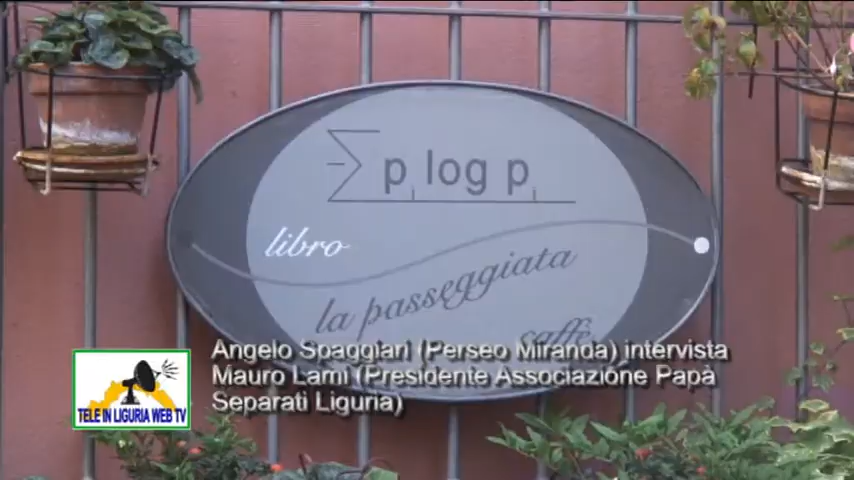 Σ pᵢ log pᵢ
libro
la passeggiata
caffè
Angelo Spaggiari (Perseo Miranda) intervista
Mauro Lami (Presidente Associazione Papà
Separati Liguria)
TELE IN LIGURIA WEB TV